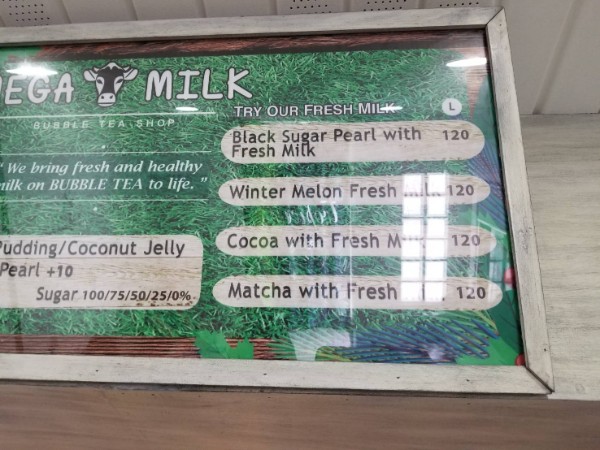 EGA MILK
BUBBLE TEA SHOP
" We bring fresh and healthy
milk on BUBBLE TEA to life. "
Pudding/Coconut Jelly
Pearl +10
Sugar 100/75/50/25/0%
TRY OUR FRESH MILK L
Black Sugar Pearl with 120
Fresh Milk
Winter Melon Fresh Milk 120
Cocoa with Fresh M 120
Matcha with Fresh 120